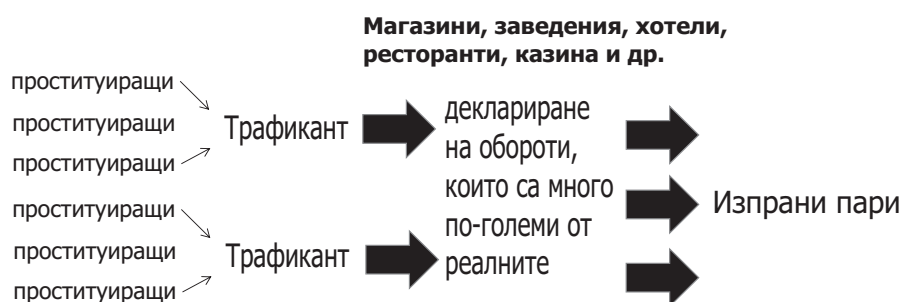 Магазини, заведения, хотели,
ресторанти, казина и др.
проституиращи
проституиращи
проституиращи
Трафикант
проституиращи
проституиращи
проституиращи
Трафикант
деклариране
на обороти,
които са много
по-големи от
реалните
Изпрани пари